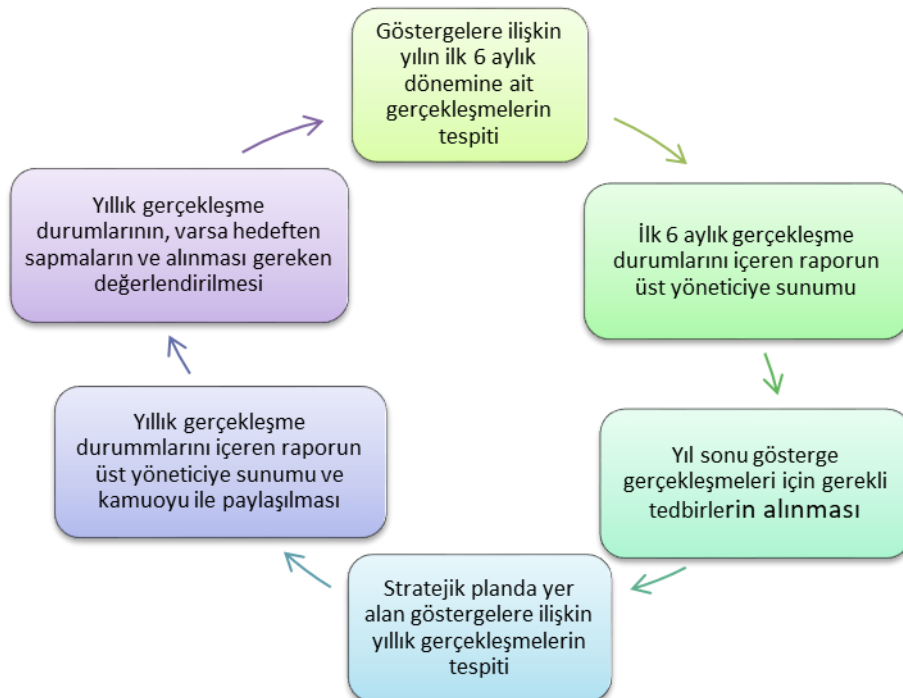 Göstergelere ilişkin
yılın ilk 6 aylık
dönemine ait
gerçekleşmelerin
tespiti
İlk 6 aylık gerçekleşme
durumlarını içeren raporun
üst yöneticiye sunumu
Yıl sonu gösterge
gerçekleşmeleri için gerekli
tedbirlerin alınması
Stratejik planda yer
alan göstergelere ilişkin
yıllık gerçekleşmelerin
tespiti
Yıllık gerçekleşme
durummlarını içeren raporun
üst yöneticiye sunumu ve
kamuoyu ile paylaşılması
Yıllık gerçekleşme
durumlarının, varsa hedeften
sapmaların ve alınması gereken
değerlendirilmesi